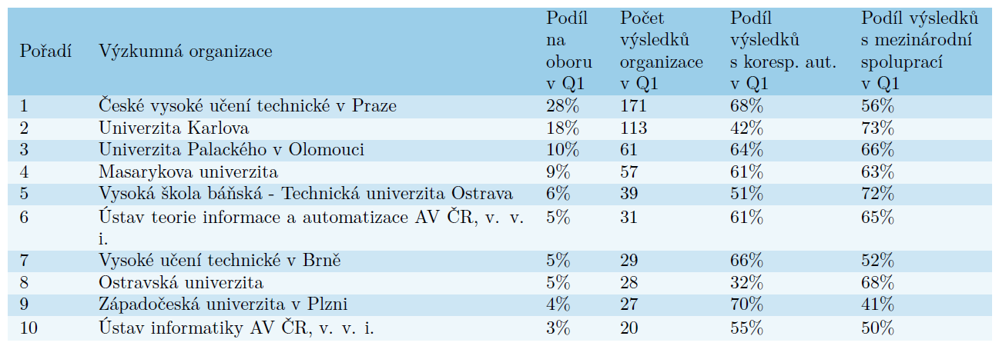 Pořadí Výzkumná organizace Podíl na oboru v Q1 Počet výsledků organizace v Q1 Podíl výsledků s koresp. aut. v Q1 Podíl výsledků s mezinárodní spoluprací v Q1
1 České vysoké učení technické v Praze 28% 171 68% 56%
2 Univerzita Karlova 18% 113 42% 73%
3 Univerzita Palackého v Olomouci 10% 61 64% 66%
4 Masarykova univerzita 9% 57 61% 63%
5 Vysoká škola báňská - Technická univerzita Ostrava 6% 39 51% 72%
6 Ústav teorie informace a automatizace AV ČR, v. v. i. 5% 31 61% 65%
7 Vysoké učení technické v Brně 5% 29 66% 52%
8 Ostravská univerzita 5% 28 32% 68%
9 Západočeská univerzita v Plzni 4% 27 70% 41%
10 Ústav informatiky AV ČR, v. v. i. 3% 20 55% 50%